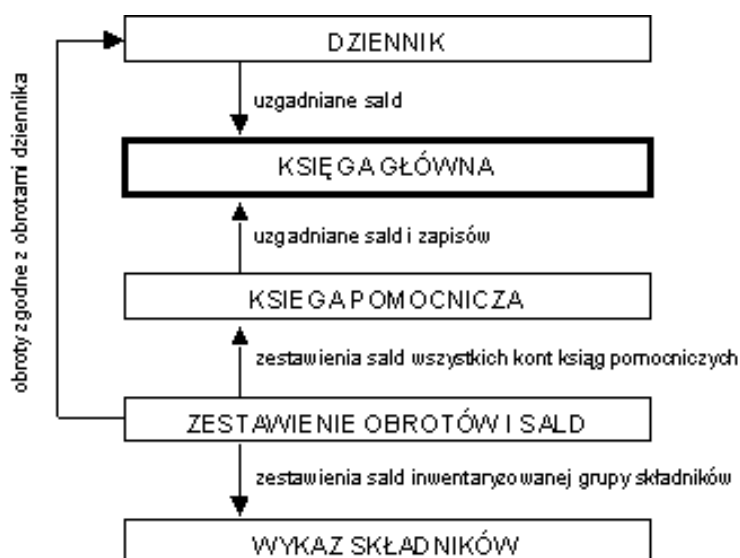 DZIENNIK
uzgadniane sald
KSIĘGA GŁÓWNA
uzgadniane sald i zapisów
KSIEGA POMOCNICZA
zestawienia sald wszystkich kont ksiąg pomocniczych
ZESTAWIENIE OBROTÓW I SALD
zestawienia sald inwentaryzowanej grupy składników
WYKAZ SKŁADNIKÓW
obroty zgodne z obrotami dziennika